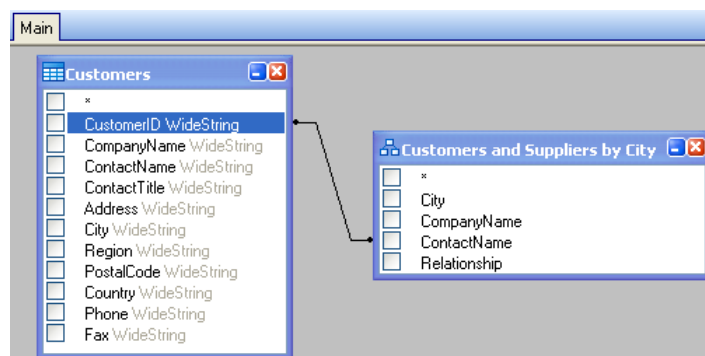 Main
Customers
*
CustomerID WideString
CompanyName WideString
ContactName WideString
ContactTitle WideString
Address WideString
City WideString
Region WideString
PostalCode WideString
Country WideString
Phone WideString
Fax WideString
Customers and Suppliers by City
*
City
CompanyName
ContactName
Relationship